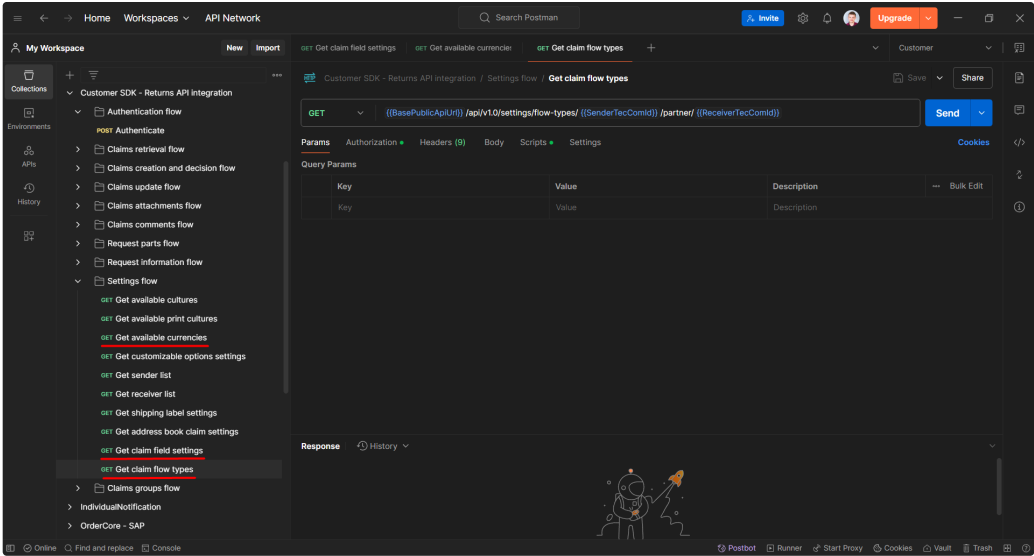 Home Workspaces API Network Search Postman Invite Upgrade
My Workspace New Import GET Get claim field settings GET Get available currencie GET Get claim flow types Customer
Collections
Environments
APIs
History
Customer SDK - Returns API integration
Authentication flow
POST Authenticate
Claims retrieval flow
Claims creation and decision flow
Claims update flow
Claims attachments flow
Claims comments flow
Request parts flow
Request information flow
Settings flow
GET Get available cultures
GET Get available print cultures
GET Get available currencies
GET Get customizable options settings
GET Get sender list
GET Get receiver list
GET Get shipping label settings
GET Get address book claim settings
GET Get claim field settings
GET Get claim flow types
Claims groups flow
IndividualNotification
OrderCore - SAP
HTTP Customer SDK - Returns API integration / Settings flow / Get claim flow types Save Share
GET {{BasePublicApiUrl}} /api/v1.0/settings/flow-types/ {{SenderTecComId}} /partner/ {{ReceiverTecComId}} Send
Params Authorization Headers (9) Body Scripts Settings Cookies
Query Params
Key Value Description Bulk Edit
Key Value Description
Response History
Online Find and replace Console Postbot Runner Start Proxy Cookies Vault Trash